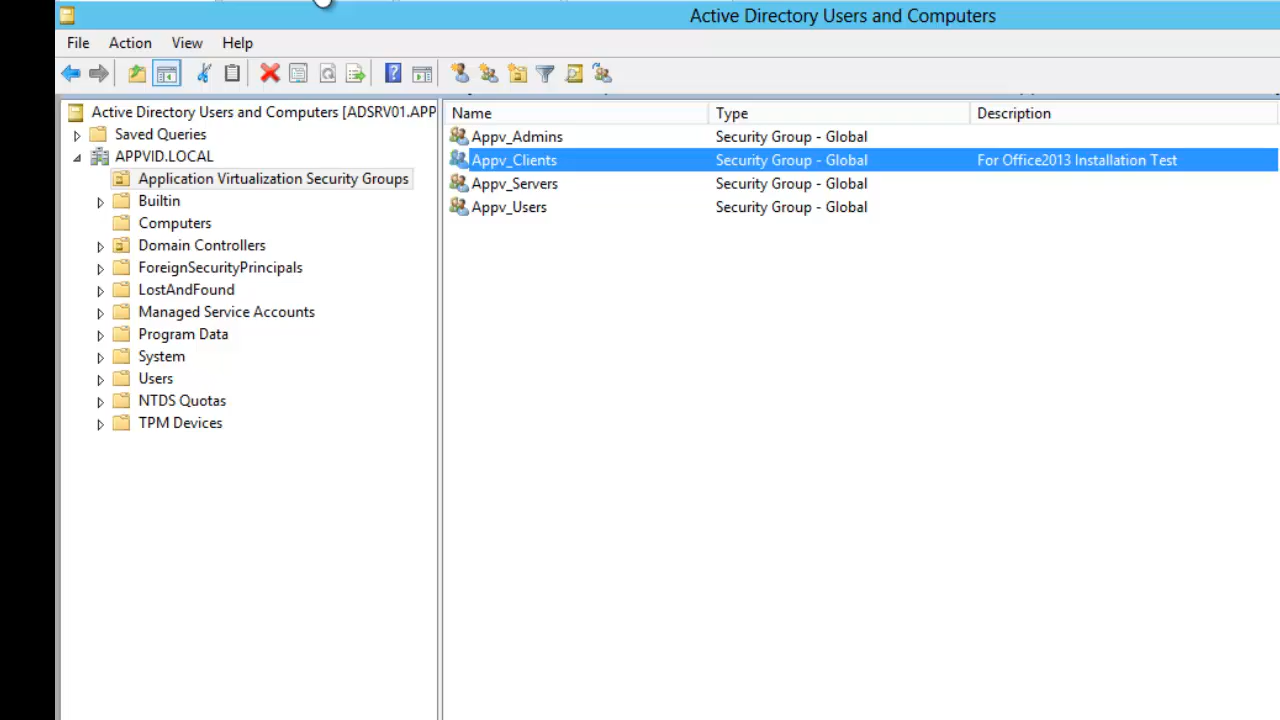 Active Directory Users and Computers
File Action View Help
Active Directory Users and Computers [ADSRV01.APP
Saved Queries
APPVID.LOCAL
Application Virtualization Security Groups
Builtin
Computers
Domain Controllers
ForeignSecurityPrincipals
LostAndFound
Managed Service Accounts
Program Data
System
Users
NTDS Quotas
TPM Devices
Name Type Description
Appv_Admins Security Group - Global
Appv_Clients Security Group - Global For Office2013 Installation Test
Appv_Servers Security Group - Global
Appv_Users Security Group - Global